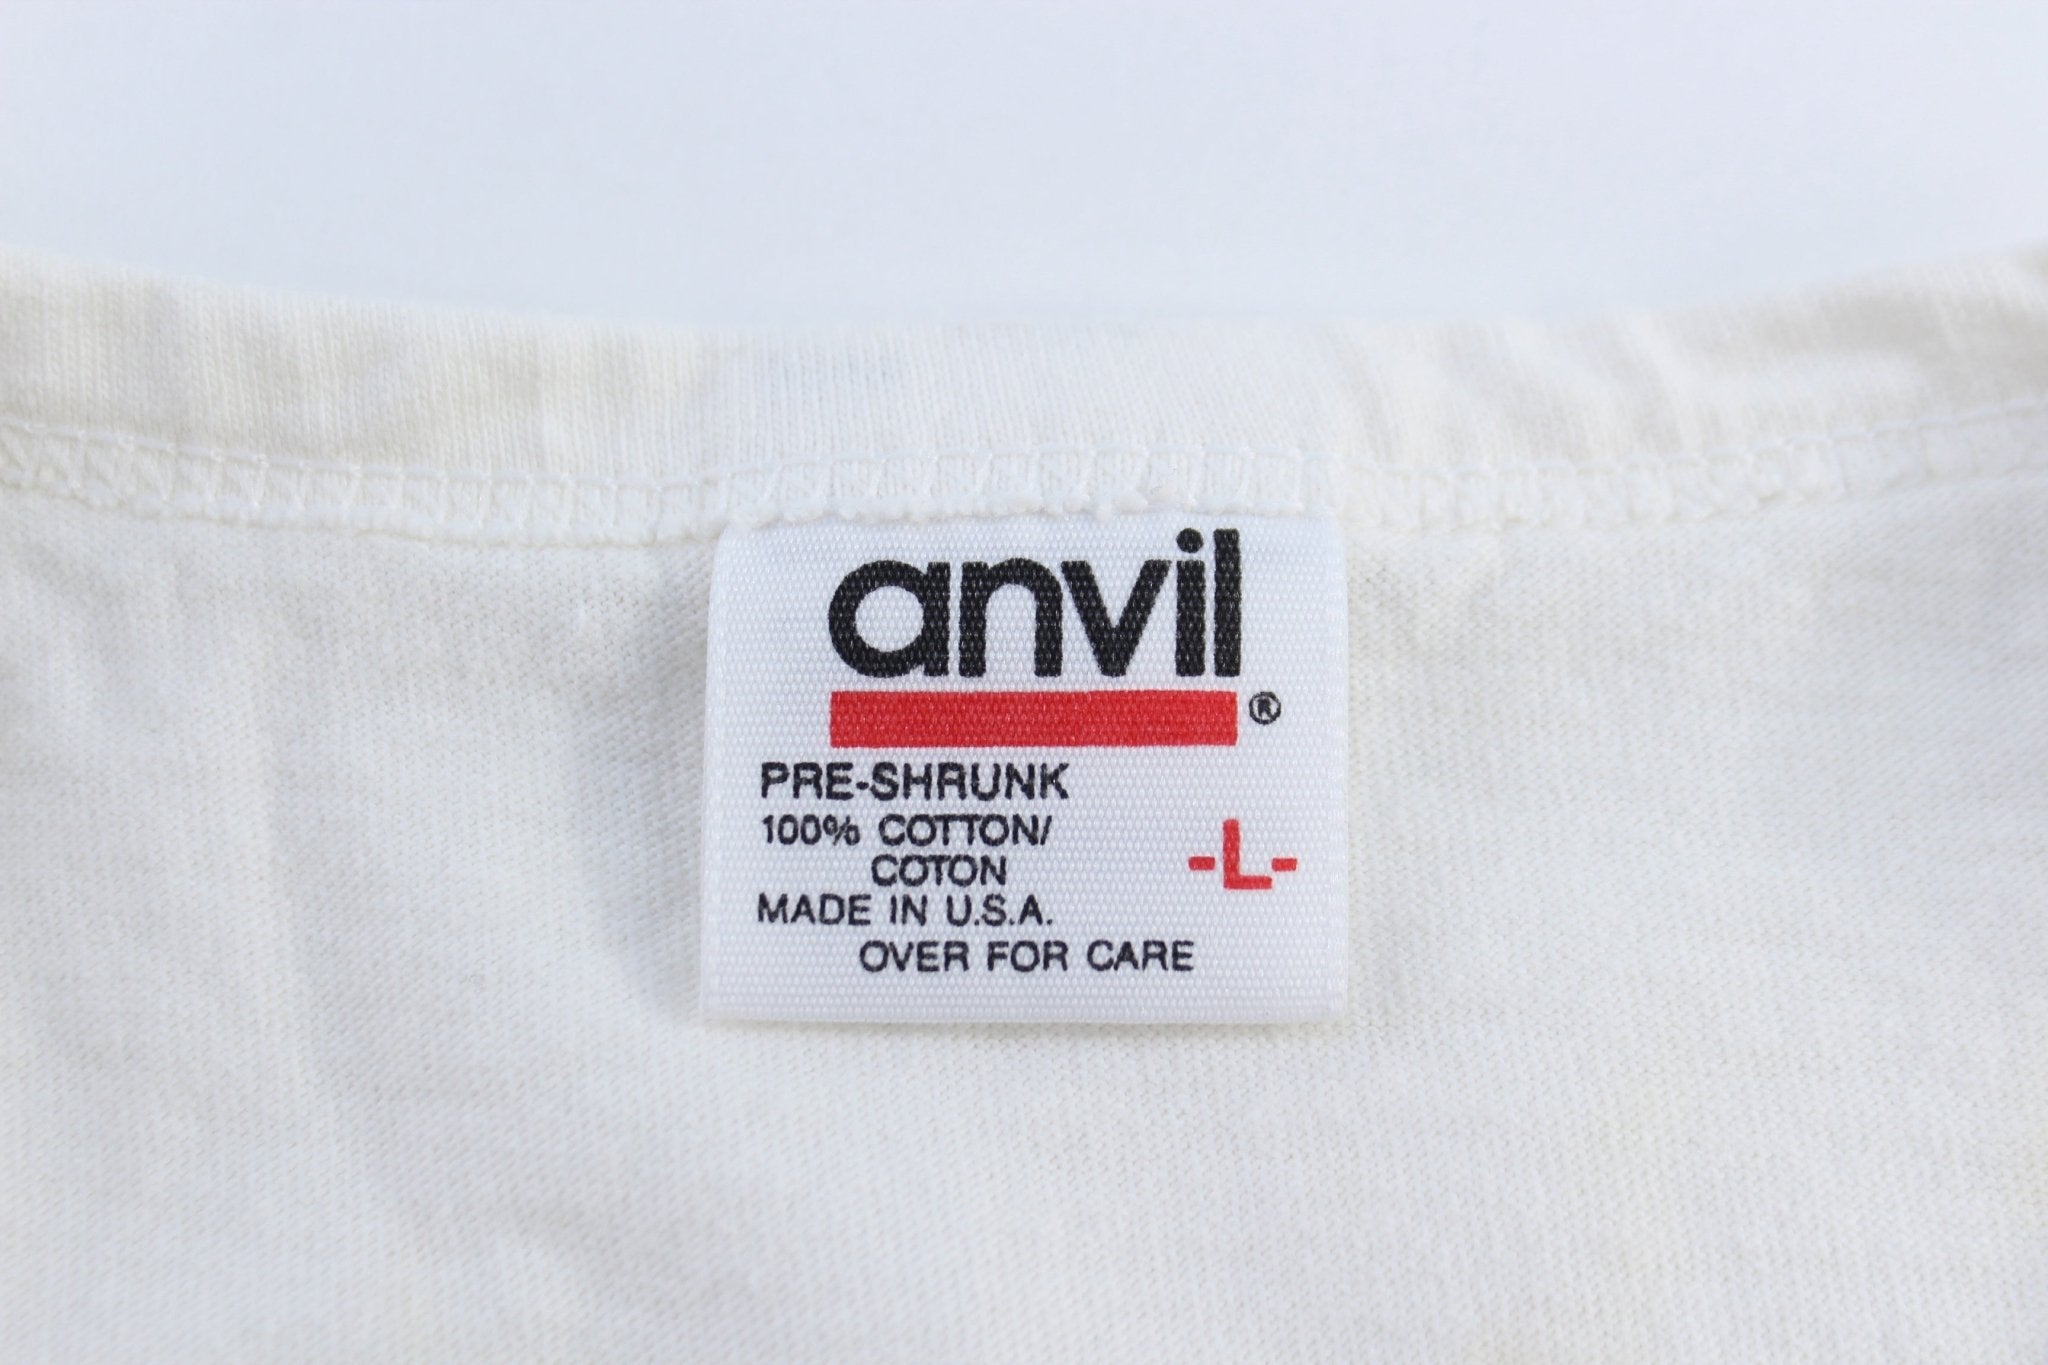 anvil®
PRE-SHRUNK
100% COTTON/
COTON
-L-
MADE IN U.S.A.
OVER FOR CARE